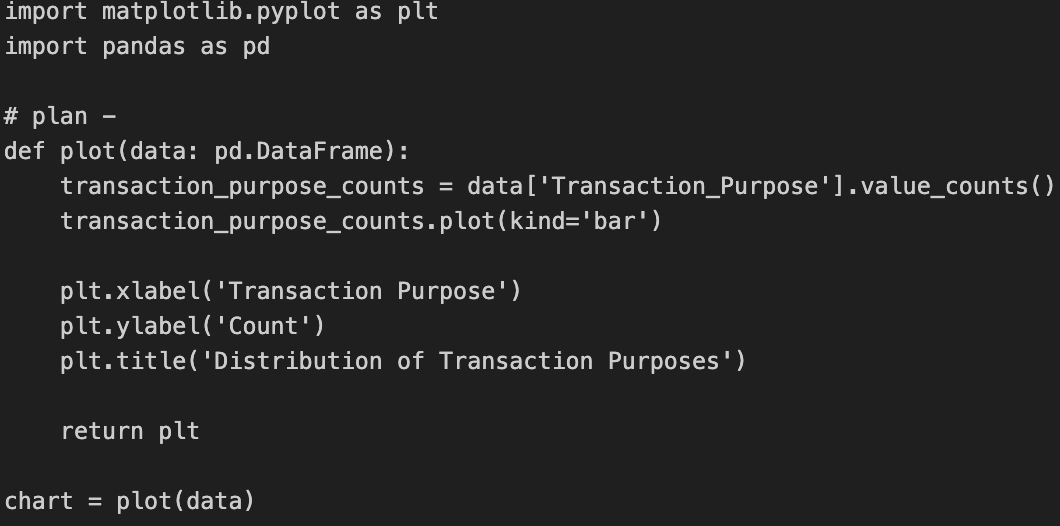 import matplotlib.pyplot as plt
import pandas as pd
# plan -
def plot(data: pd.DataFrame):
    transaction_purpose_counts = data['Transaction_Purpose'].value_counts()
    transaction_purpose_counts.plot(kind='bar')
    plt.xlabel('Transaction Purpose')
    plt.ylabel('Count')
    plt.title('Distribution of Transaction Purposes')
    return plt
chart = plot(data)